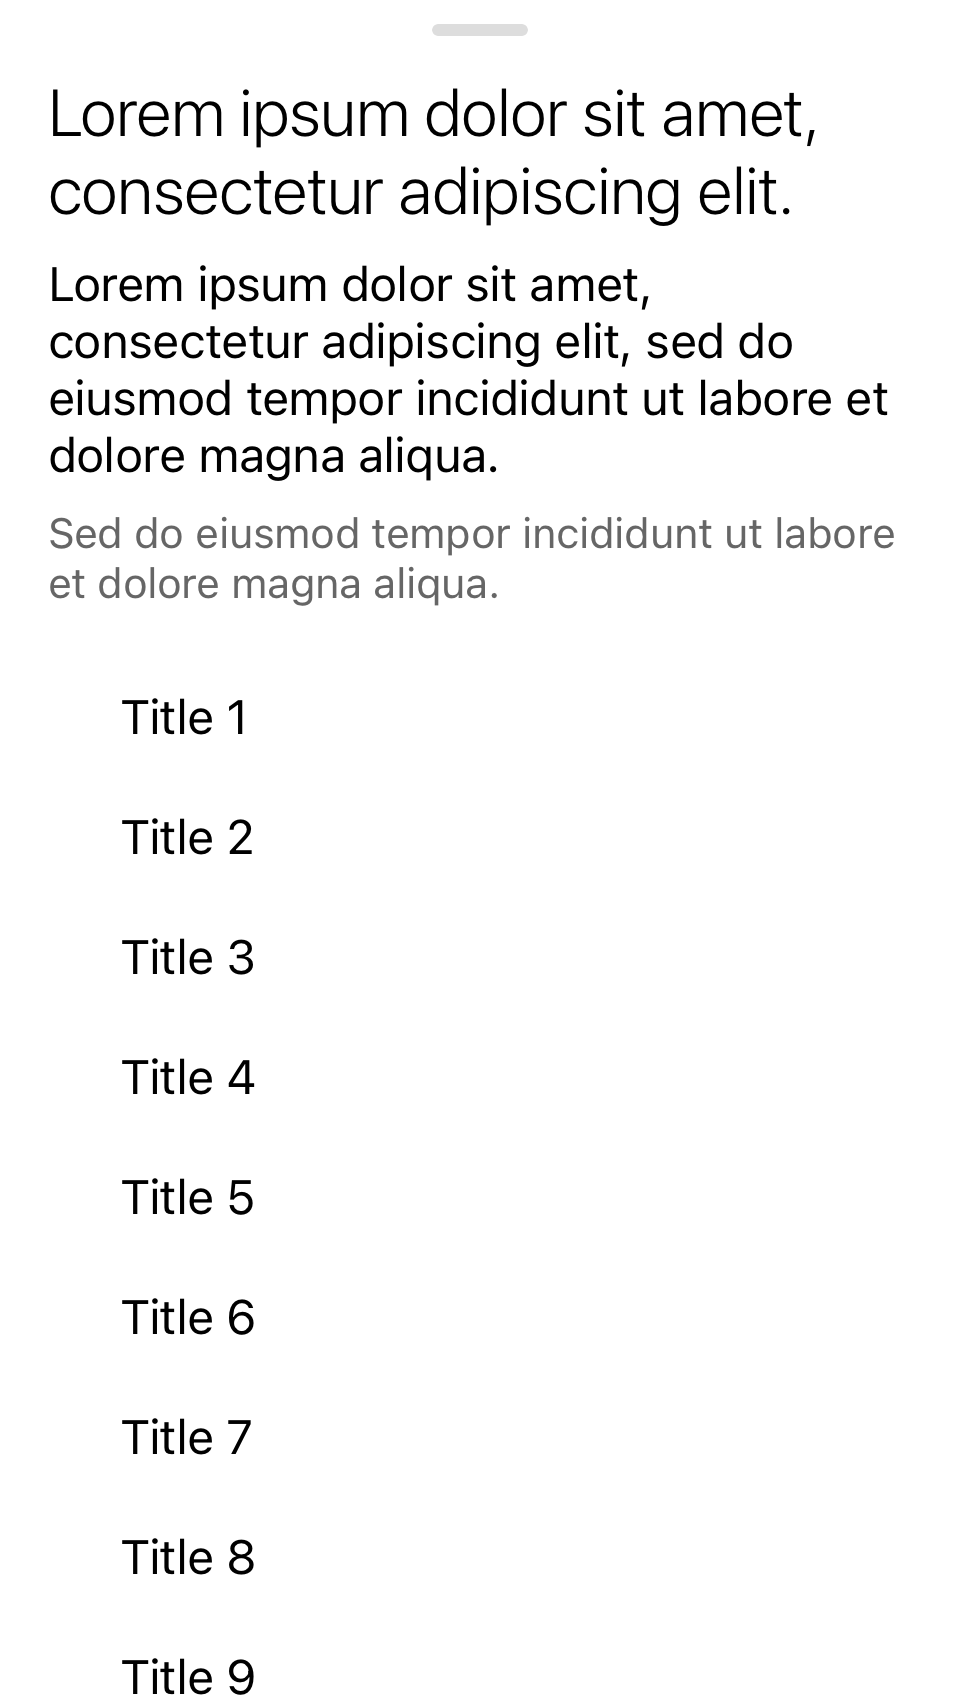 Lorem ipsum dolor sit amet,
consectetur adipiscing elit.
Lorem ipsum dolor sit amet,
consectetur adipiscing elit, sed do
eiusmod tempor incididunt ut labore et
dolore magna aliqua.
Sed do eiusmod tempor incididunt ut labore
et dolore magna aliqua.
Title 1
Title 2
Title 3
Title 4
Title 5
Title 6
Title 7
Title 8
Title 9